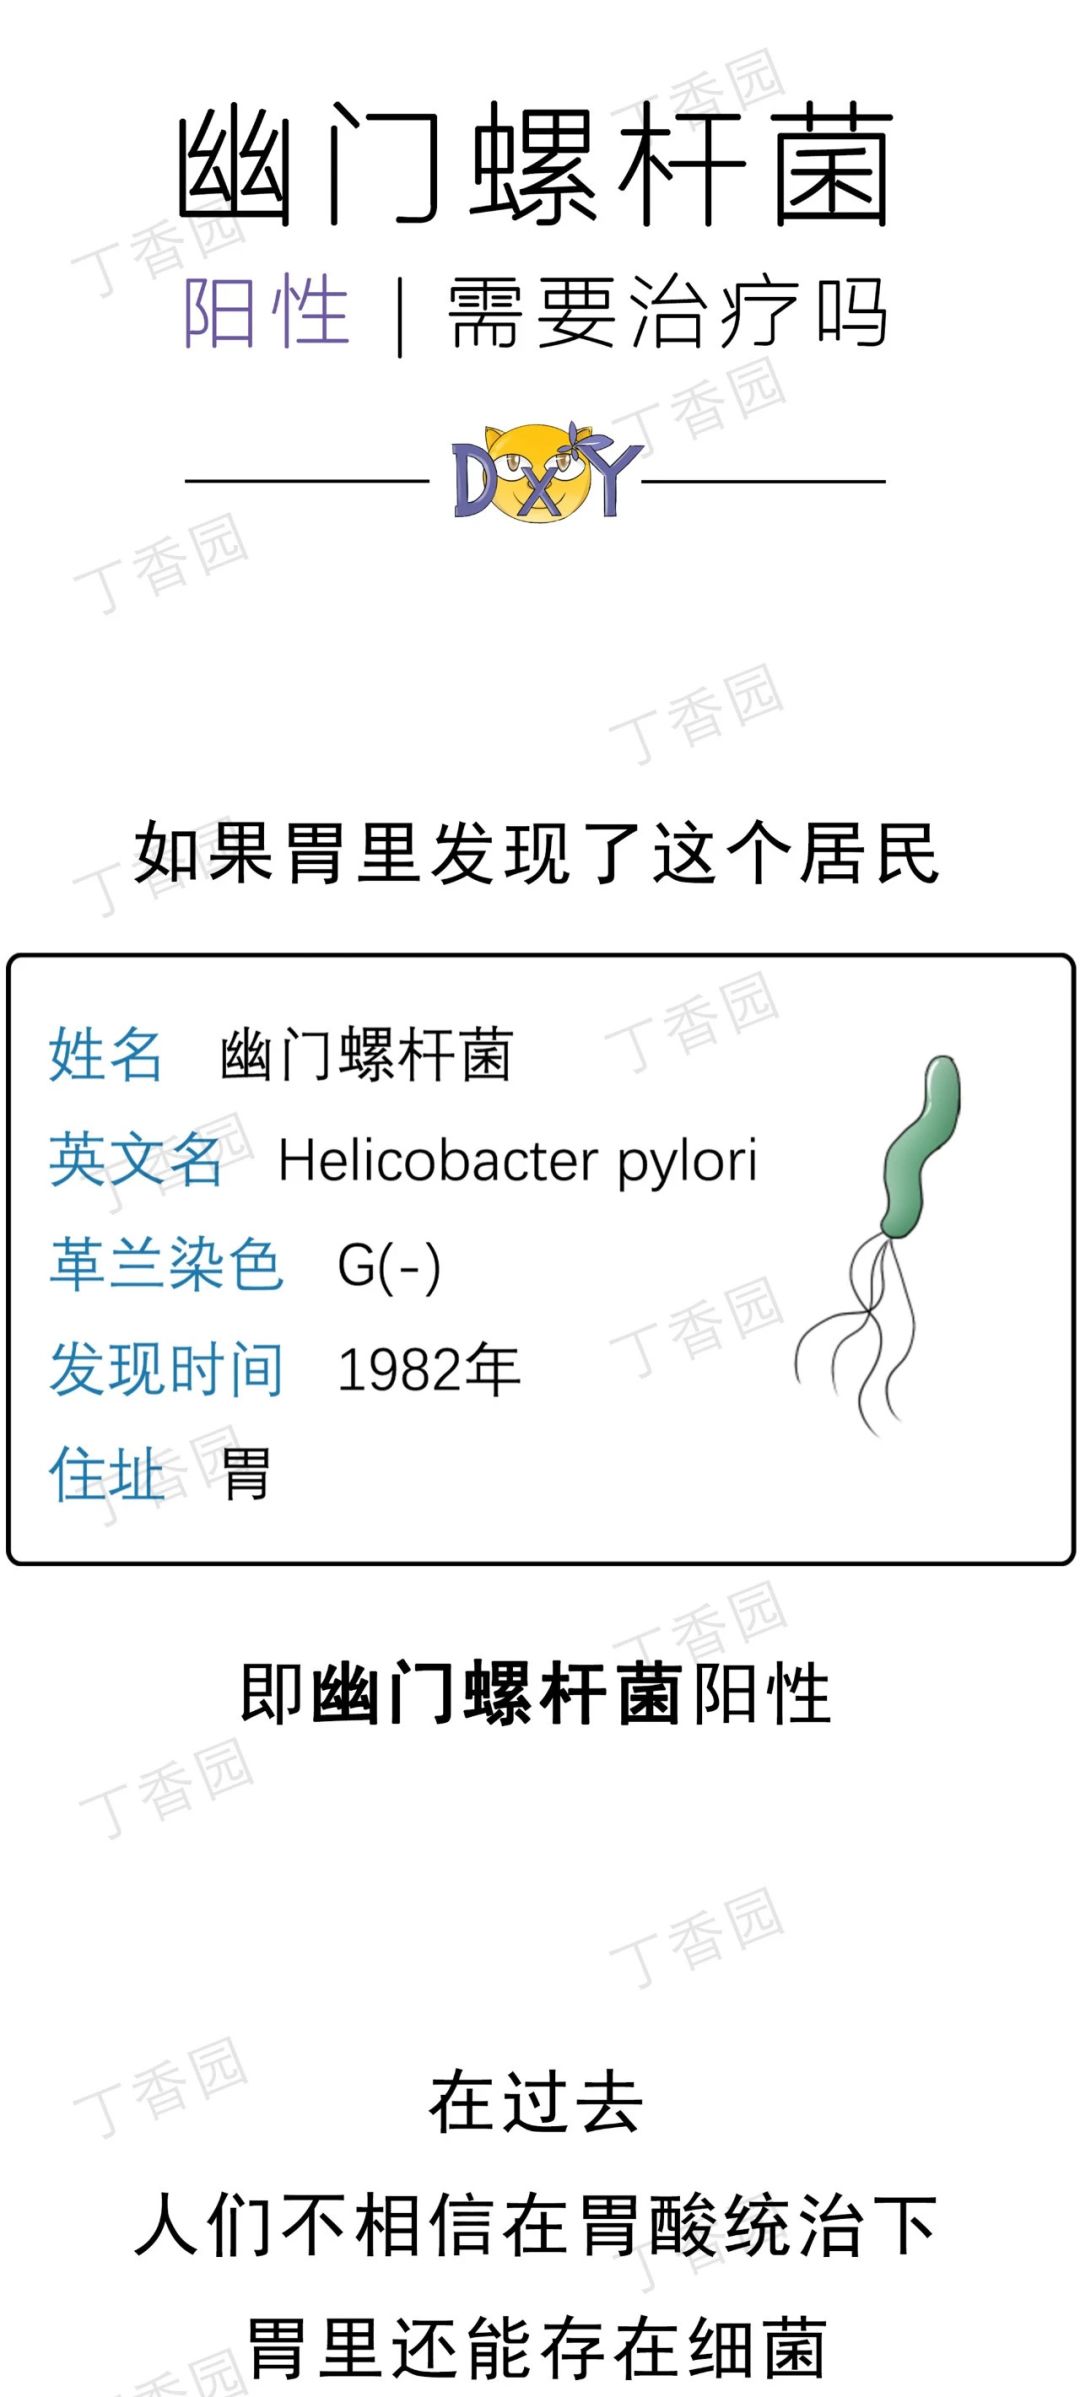 幽门螺杆菌
阳性 | 需要治疗吗
DXY
如果胃里发现了这个居民
姓名 幽门螺杆菌
英文名 Helicobacter pylori
革兰染色 G(-)
发现时间 1982年
住址 胃
即幽门螺杆菌阳性
在过去
人们不相信在胃酸统治下
胃里还能存在细菌
丁香园